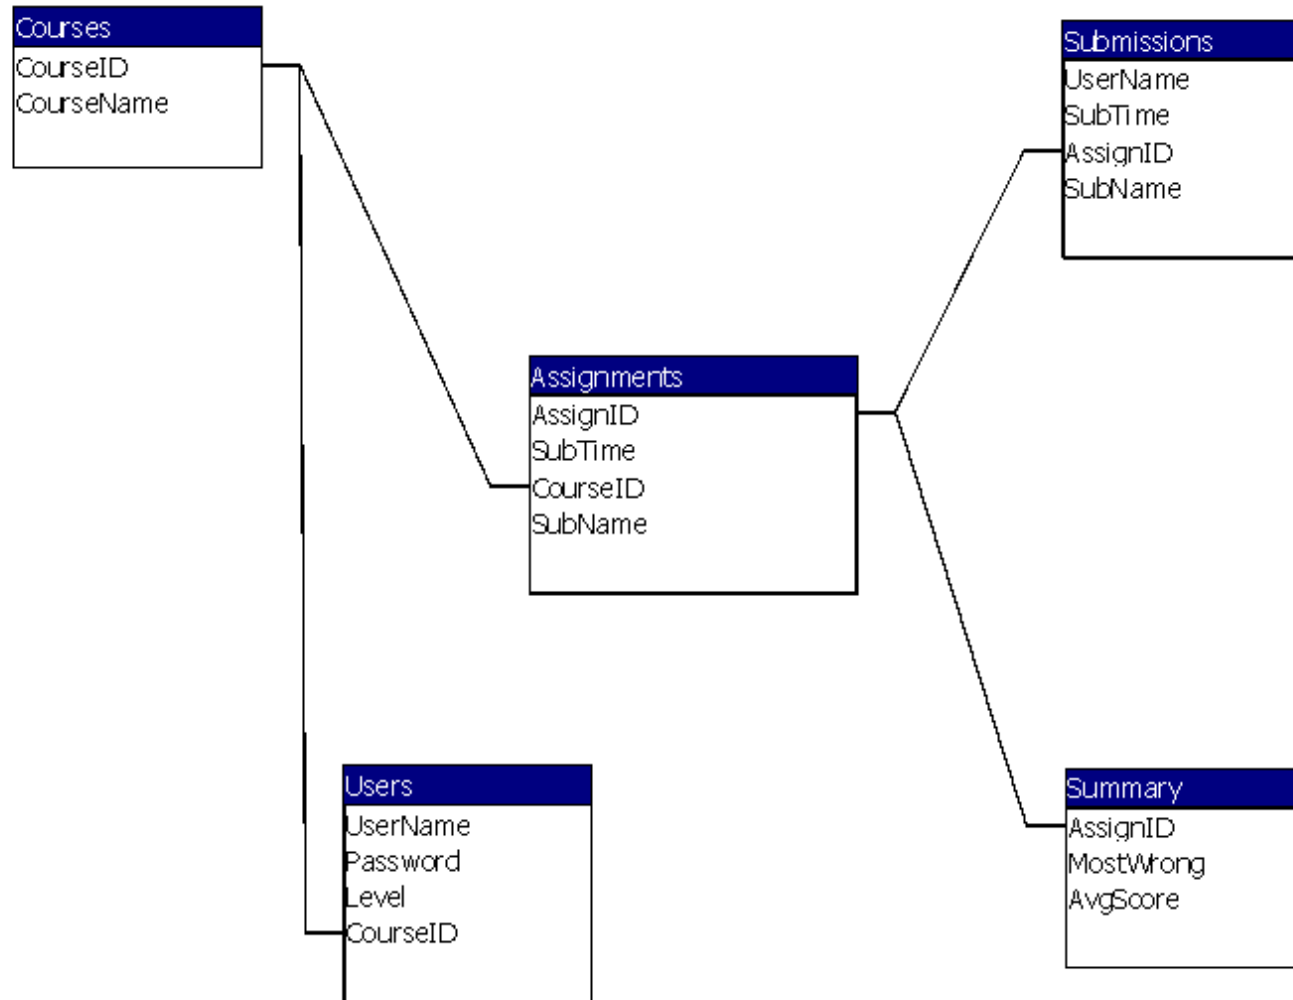 Courses
CourseID
CourseName
Submissions
UserName
SubTime
AssignID
SubName
Assignments
AssignID
SubTime
CourseID
SubName
Users
UserName
Password
Level
CourseID
Summary
AssignID
MostWrong
AvgScore